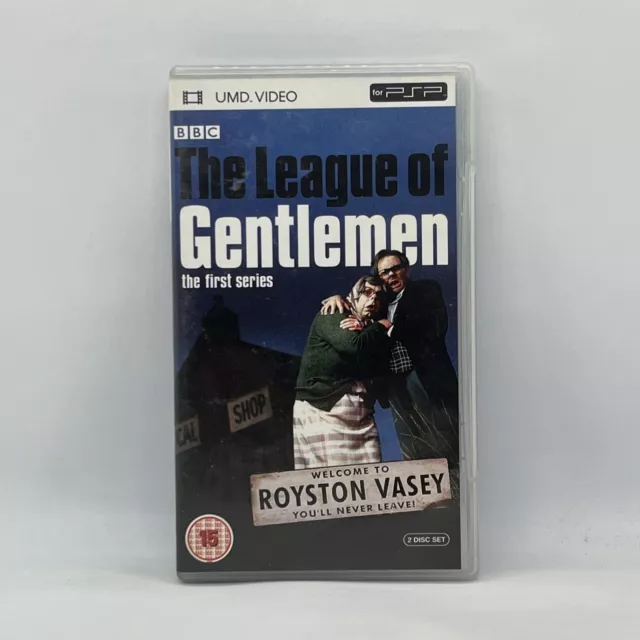 UMD. VIDEO
for PSP
BBC
The League of
Gentlemen
the first series
CAL
SHOP
WELCOME TO
ROYSTON VASEY
YOU'LL NEVER LEAVE!
15
2 DISC SET